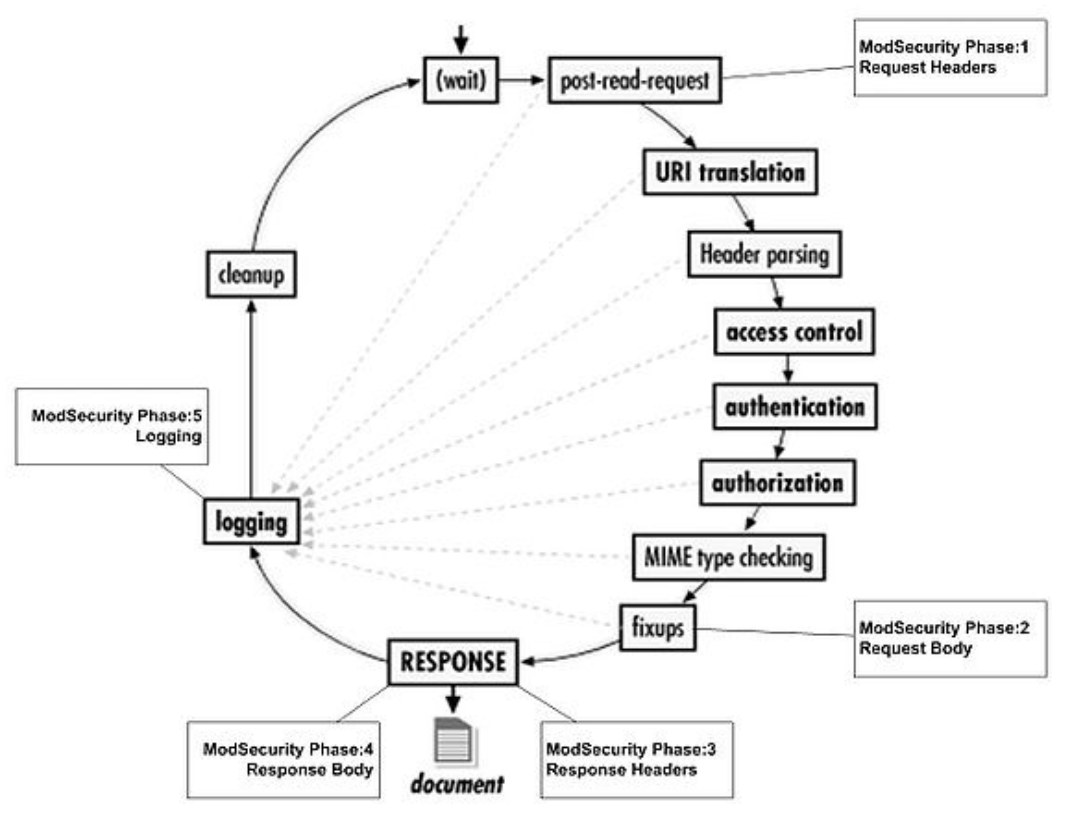 (wait)
post-read-request
ModSecurity Phase:1
Request Headers
URI translation
Header parsing
access control
authentication
authorization
MIME type checking
fixups
ModSecurity Phase:2
Request Body
RESPONSE
ModSecurity Phase:3
Response Headers
document
ModSecurity Phase:4
Response Body
logging
ModSecurity Phase:5
Logging
cleanup